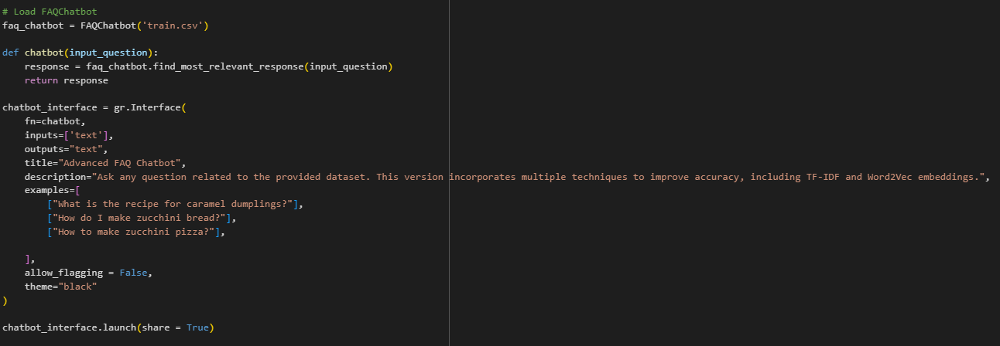 # Load FAQChatbot
faq_chatbot = FAQChatbot('train.csv')

def chatbot(input_question):
    response = faq_chatbot.find_most_relevant_response(input_question)
    return response

chatbot_interface = gr.Interface(
    fn=chatbot,
    inputs=['text'],
    outputs="text",
    title="Advanced FAQ Chatbot",
    description="Ask any question related to the provided dataset. This version incorporates multiple techniques to improve accuracy, including TF-IDF and Word2Vec embeddings.",
    examples=[
        ["What is the recipe for caramel dumplings?"],
        ["How do I make zucchini bread?"],
        ["How to make zucchini pizza?"],

    ],
    allow_flagging = False,
    theme="black"
)

chatbot_interface.launch(share = True)